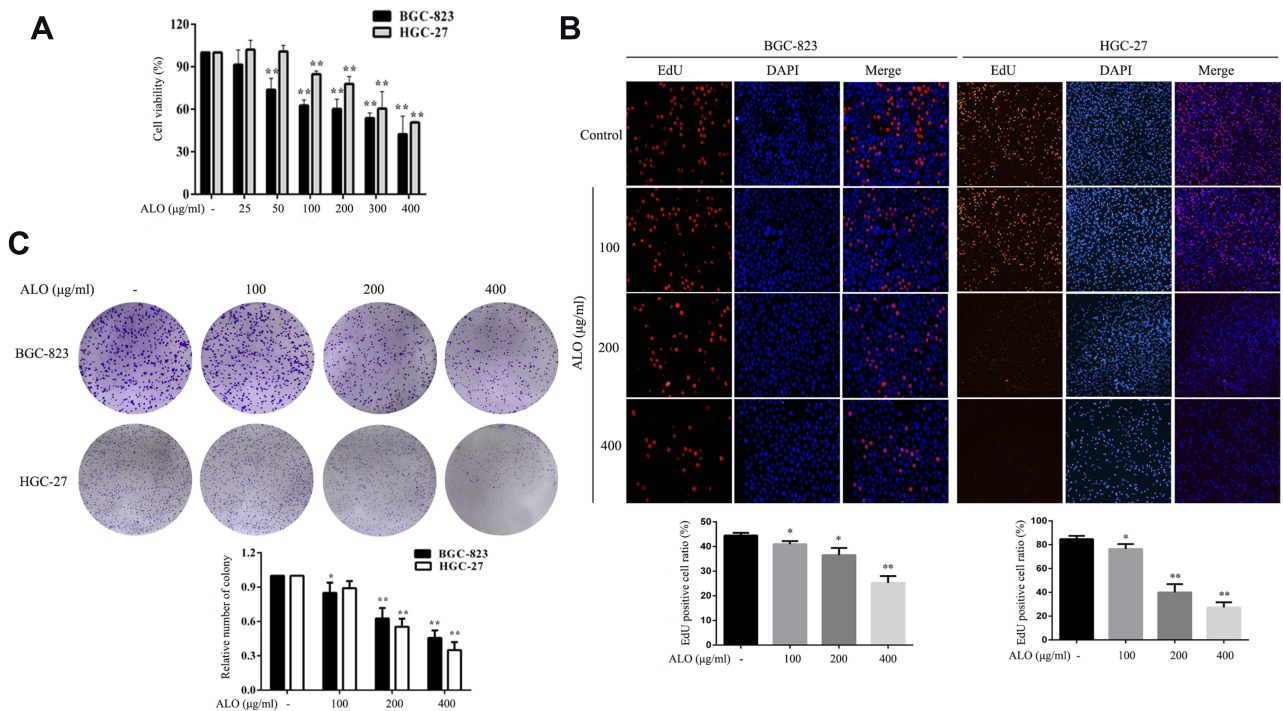 A
BGC-823
HGC-27
Cell viability (%)
120
90
60
30
0
** ** ** ** ** ** ** ** **
ALO (μg/ml) - 25 50 100 200 300 400
B
BGC-823 HGC-27
EdU DAPI Merge EdU DAPI Merge
Control
ALO (μg/ml)
100
200
400
EdU positive cell ratio (%)
50
40
30
20
10
0
* * **
ALO (μg/ml) - 100 200 400
EdU positive cell ratio (%)
100
80
60
40
20
0
* ** **
ALO (μg/ml) - 100 200 400
C
ALO (μg/ml) - 100 200 400
BGC-823
HGC-27
BGC-823
HGC-27
Relative number of colony
1.2
0.9
0.6
0.3
0.0
* ** ** ** **
ALO (μg/ml) - 100 200 400